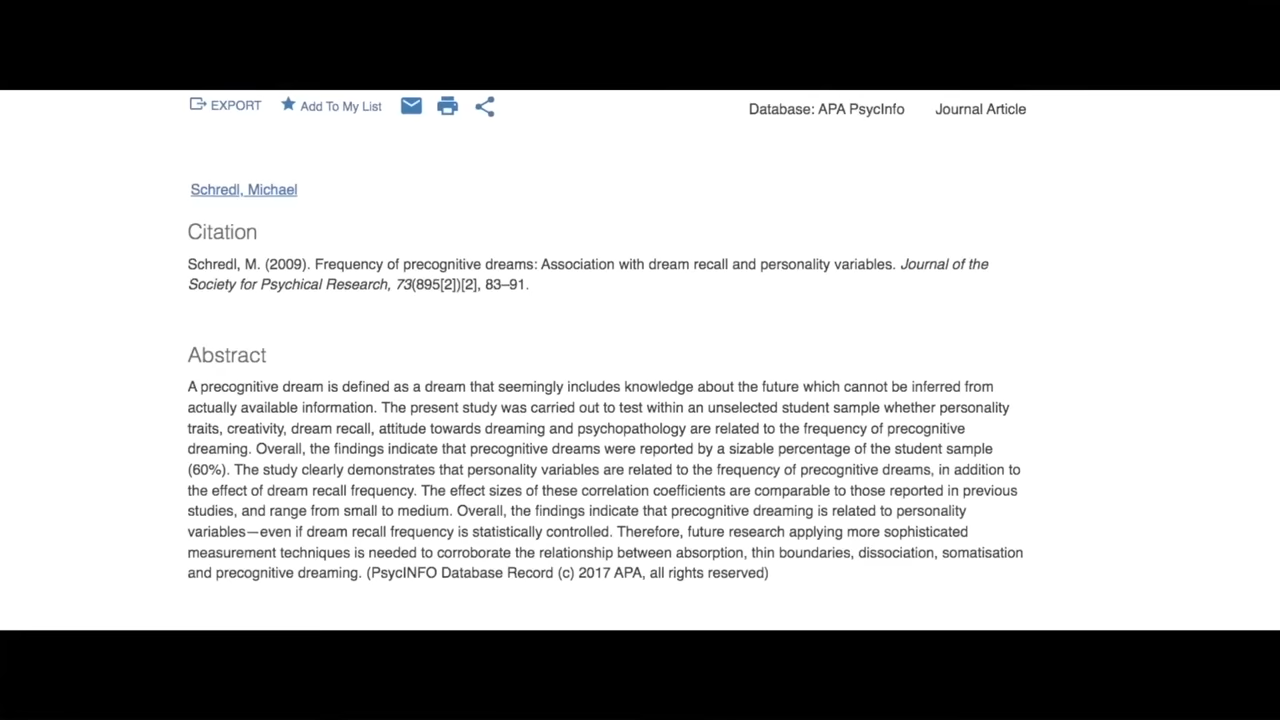 EXPORT Add To My List Database: APA PsycInfo Journal Article
Schredl, Michael
Citation
Schredl, M. (2009). Frequency of precognitive dreams: Association with dream recall and personality variables. Journal of the
Society for Psychical Research, 73(895[2])[2], 83–91.
Abstract
A precognitive dream is defined as a dream that seemingly includes knowledge about the future which cannot be inferred from
actually available information. The present study was carried out to test within an unselected student sample whether personality
traits, creativity, dream recall, attitude towards dreaming and psychopathology are related to the frequency of precognitive
dreaming. Overall, the findings indicate that precognitive dreams were reported by a sizable percentage of the student sample
(60%). The study clearly demonstrates that personality variables are related to the frequency of precognitive dreams, in addition to
the effect of dream recall frequency. The effect sizes of these correlation coefficients are comparable to those reported in previous
studies, and range from small to medium. Overall, the findings indicate that precognitive dreaming is related to personality
variables—even if dream recall frequency is statistically controlled. Therefore, future research applying more sophisticated
measurement techniques is needed to corroborate the relationship between absorption, thin boundaries, dissociation, somatisation
and precognitive dreaming. (PsycINFO Database Record (c) 2017 APA, all rights reserved)